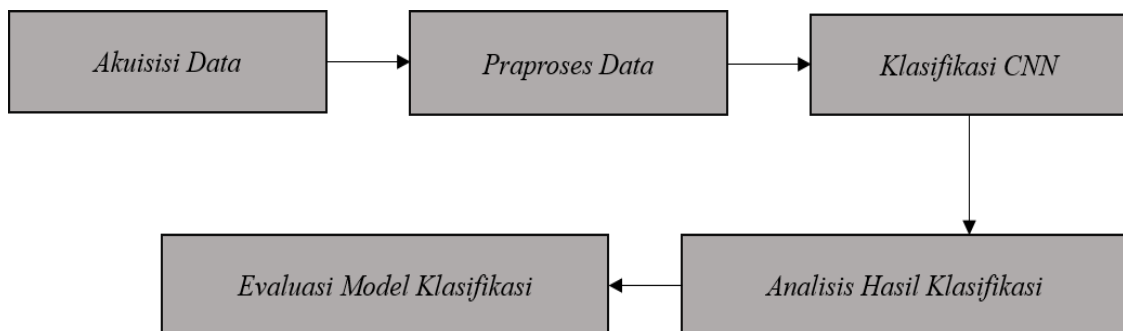 Akuisisi Data
Praproses Data
Klasifikasi CNN
Analisis Hasil Klasifikasi
Evaluasi Model Klasifikasi